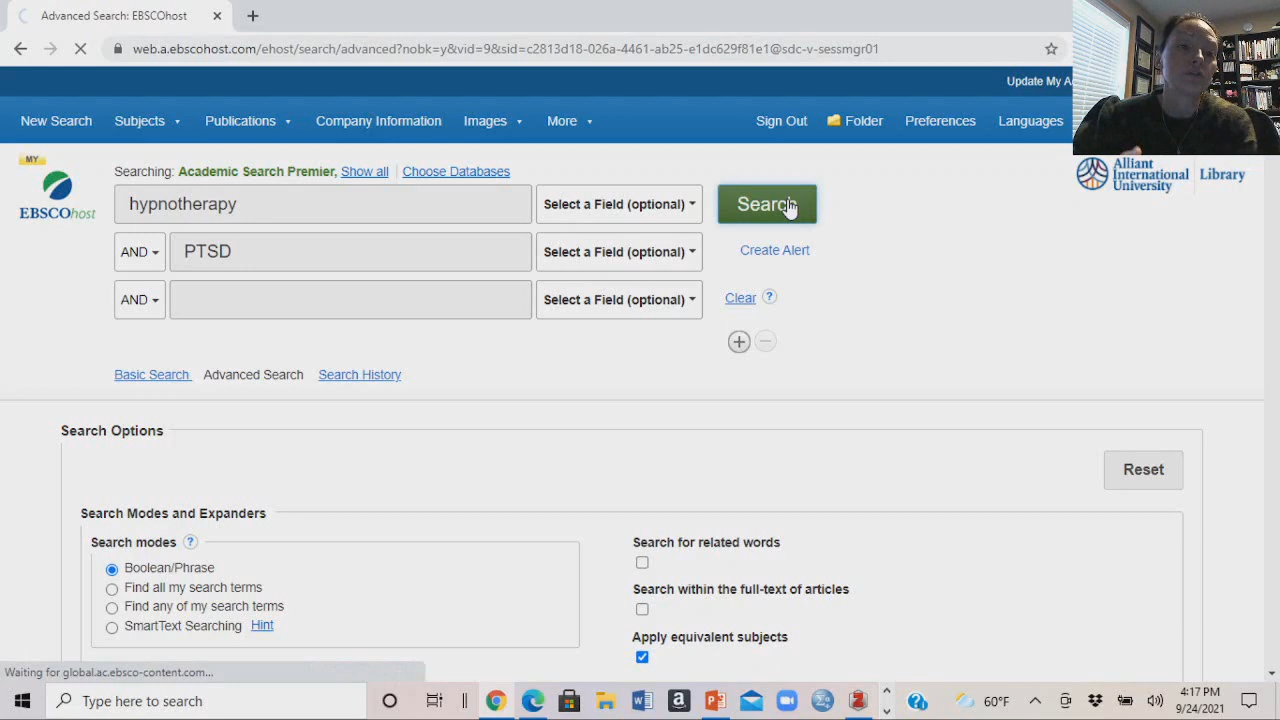 Advanced Search: EBSCOhost
web.a.ebscohost.com/ehost/search/advanced?nobk=y&vid=9&sid=c2813d18-026a-4461-ab25-e1dc629f81e1@sdc-v-sessmgr01
Update My A
New Search Subjects Publications Company Information Images More Sign Out Folder Preferences Languages
MY
EBSCOhost
Searching: Academic Search Premier, Show all | Choose Databases
Alliant
International
University
Library
hypnotherapy Select a Field (optional) Search
AND PTSD Select a Field (optional) Create Alert
AND Select a Field (optional) Clear ?
Basic Search Advanced Search Search History
Search Options
Reset
Search Modes and Expanders
Search modes ?
Boolean/Phrase
Find all my search terms
Find any of my search terms
SmartText Searching Hint
Search for related words
Search within the full-text of articles
Apply equivalent subjects
Waiting for global.ac.ebsco-content.com...
Type here to search
60°F
4:17 PM
9/24/2021